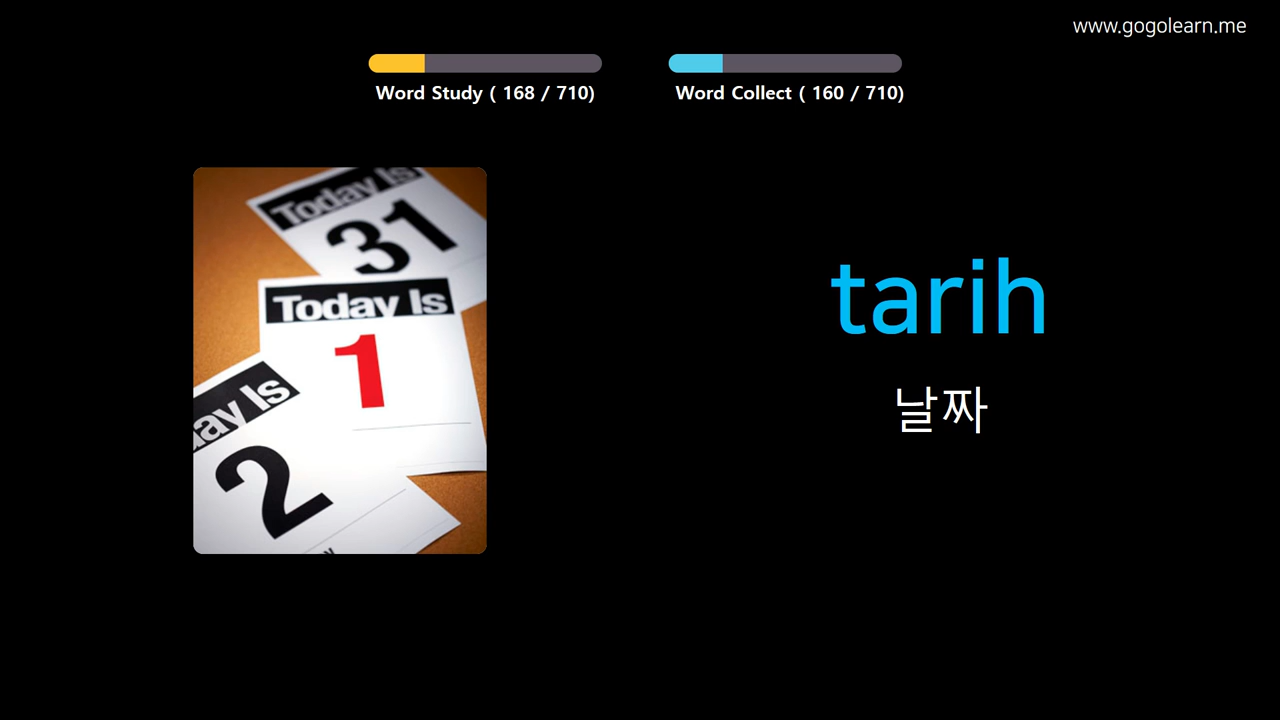 www.gogolearn.me
Word Study ( 168 / 710)
Word Collect ( 160 / 710)
Today Is
31
Today Is
1
day Is
2
tarih
날짜